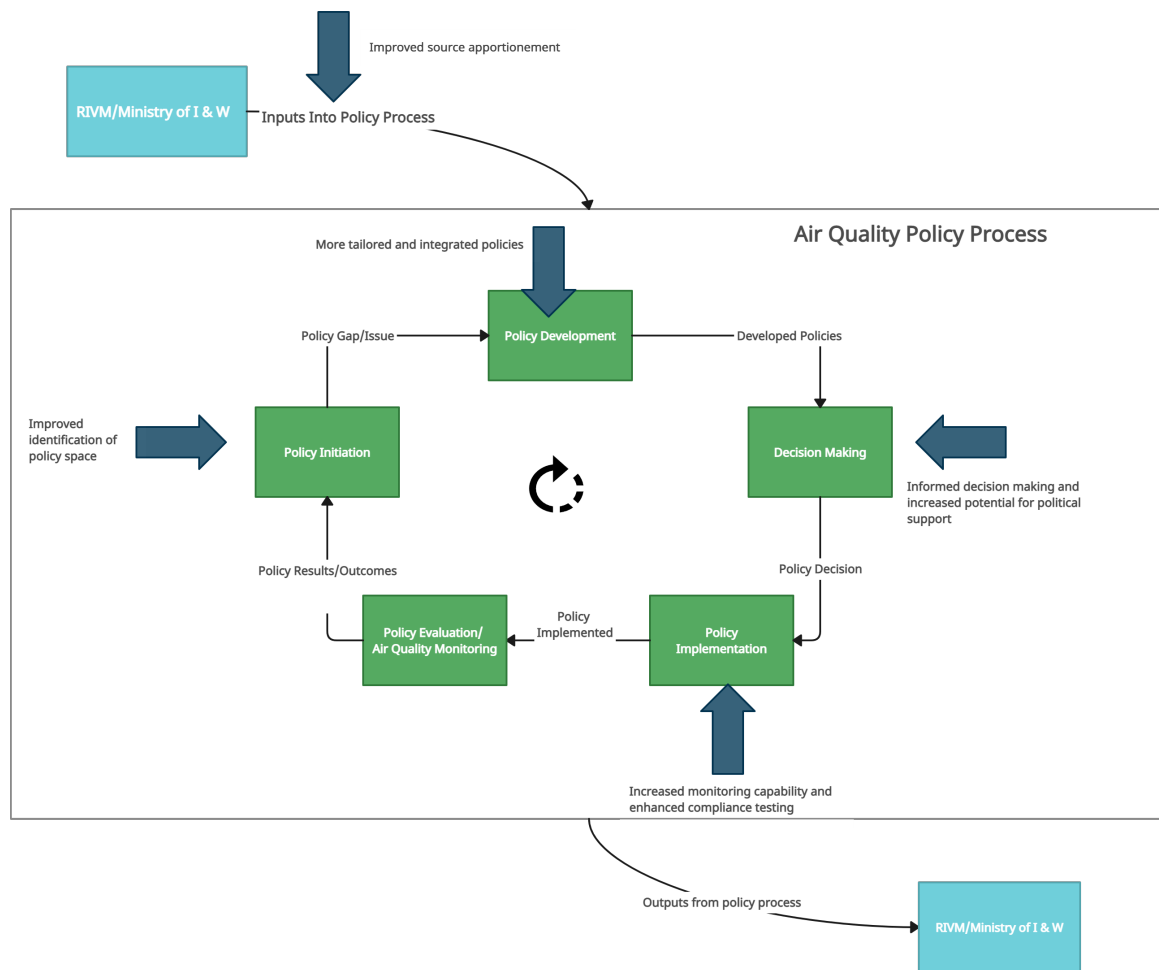 Improved source apportionement
RIVM/Ministry of I & W
Inputs Into Policy Process
Air Quality Policy Process
More tailored and integrated policies
Policy Gap/Issue
Policy Development
Developed Policies
Improved
identification of
policy space
Policy Initiation
Decision Making
Informed decision making and
increased potential for political
support
Policy Results/Outcomes
Policy Decision
Policy Evaluation/
Air Quality Monitoring
Policy
Implemented
Policy
Implementation
Increased monitoring capability and
enhanced compliance testing
Outputs from policy process
RIVM/Ministry of I & W